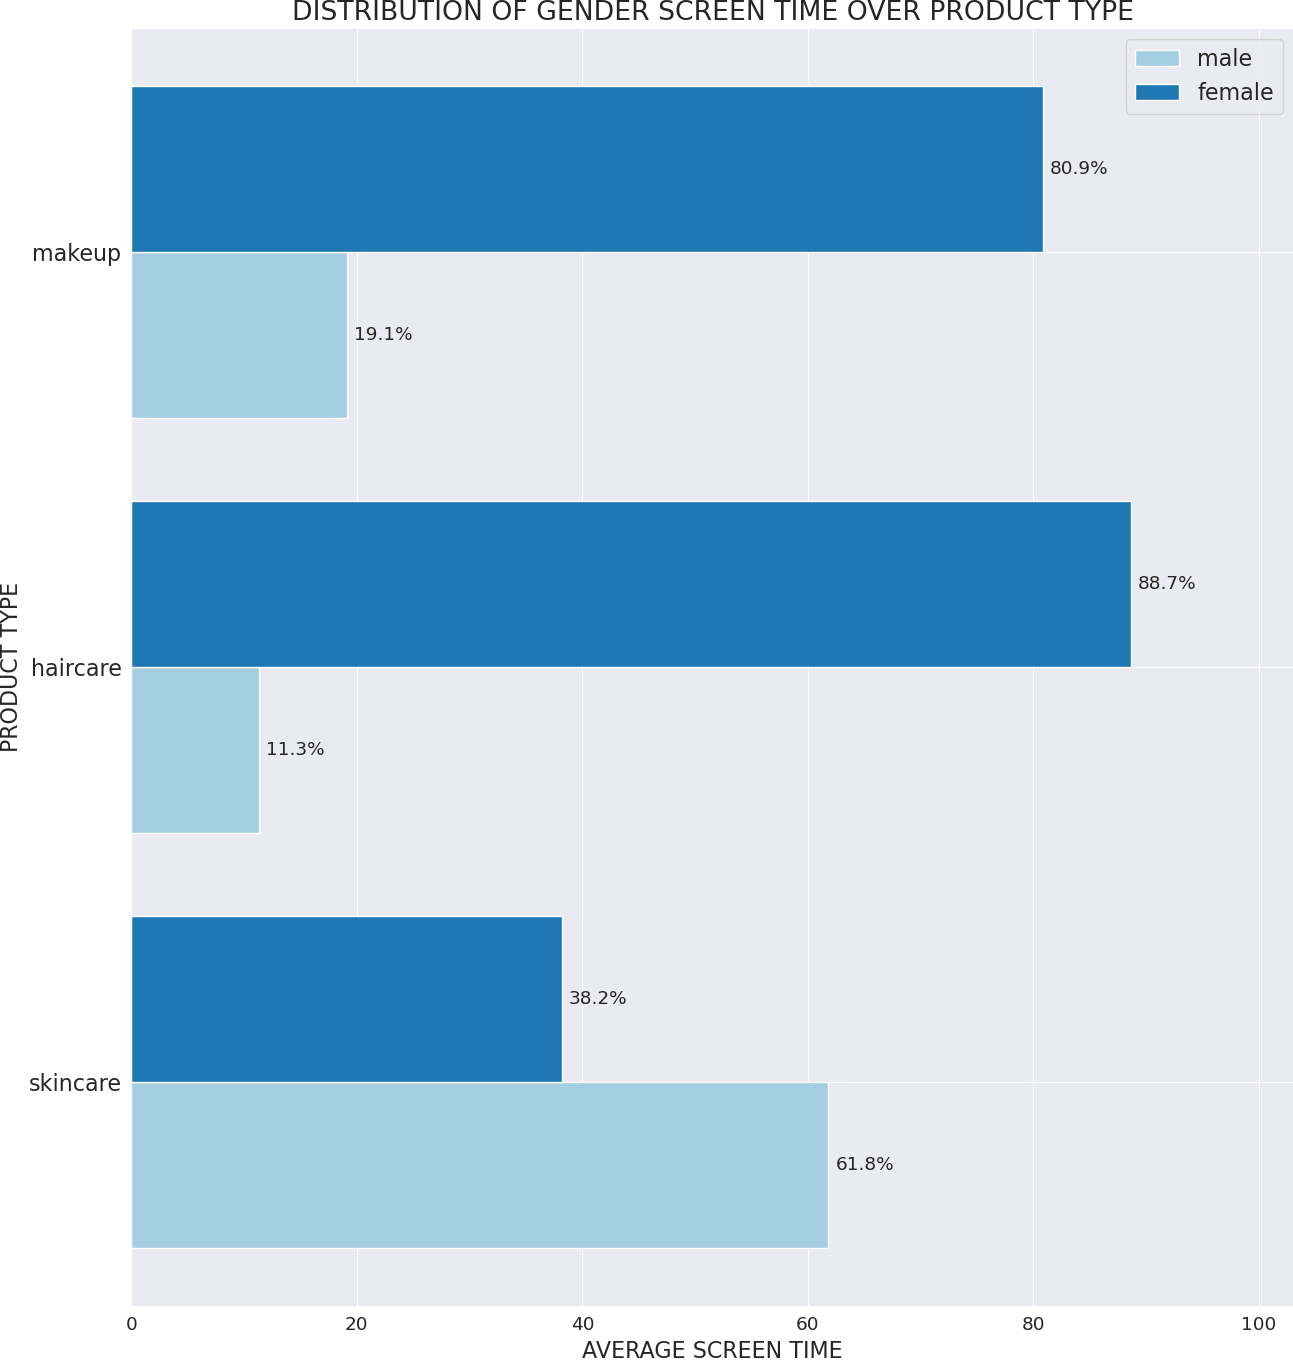 DISTRIBUTION OF GENDER SCREEN TIME OVER PRODUCT TYPE
male
female
80.9%
makeup
19.1%
88.7%
haircare
11.3%
38.2%
skincare
61.8%
PRODUCT TYPE
0 20 40 60 80 100
AVERAGE SCREEN TIME